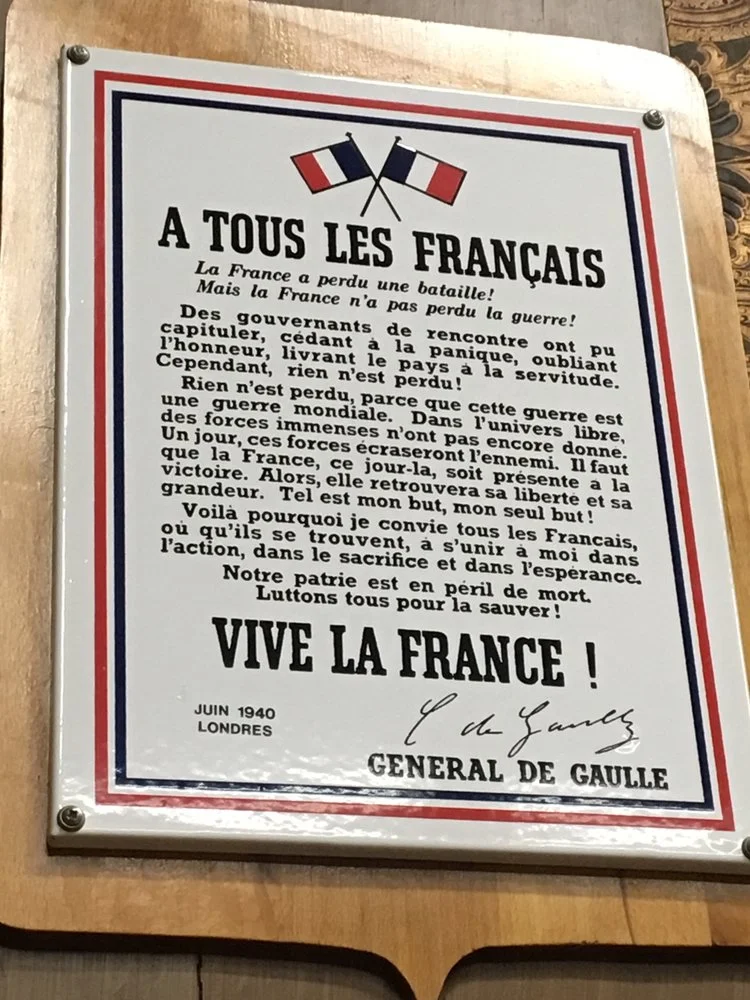 A TOUS LES FRANÇAIS
La France a perdu une bataille!
Mais la France n'a pas perdu la guerre!
Des gouvernants de rencontre ont pu
capituler, cédant à la panique, oubliant
l'honneur, livrant le pays à la servitude.
Cependant, rien n'est perdu!
Rien n'est perdu, parce que cette guerre est
une guerre mondiale. Dans l'univers libre,
des forces immenses n'ont pas encore donne.
Un jour, ces forces écraseront l'ennemi. Il faut
que la France, ce jour-la, soit présente à la
victoire. Alors, elle retrouvera sa liberté et sa
grandeur. Tel est mon but, mon seul but!
Voilà pourquoi je convie tous les Francais,
où qu'ils se trouvent, à s'unir à moi dans
l'action, dans le sacrifice et dans l'espérance.
Notre patrie est en péril de mort.
Luttons tous pour la sauver!
VIVE LA FRANCE !
JUIN 1940
LONDRES
C de Gaulle
GENERAL DE GAULLE